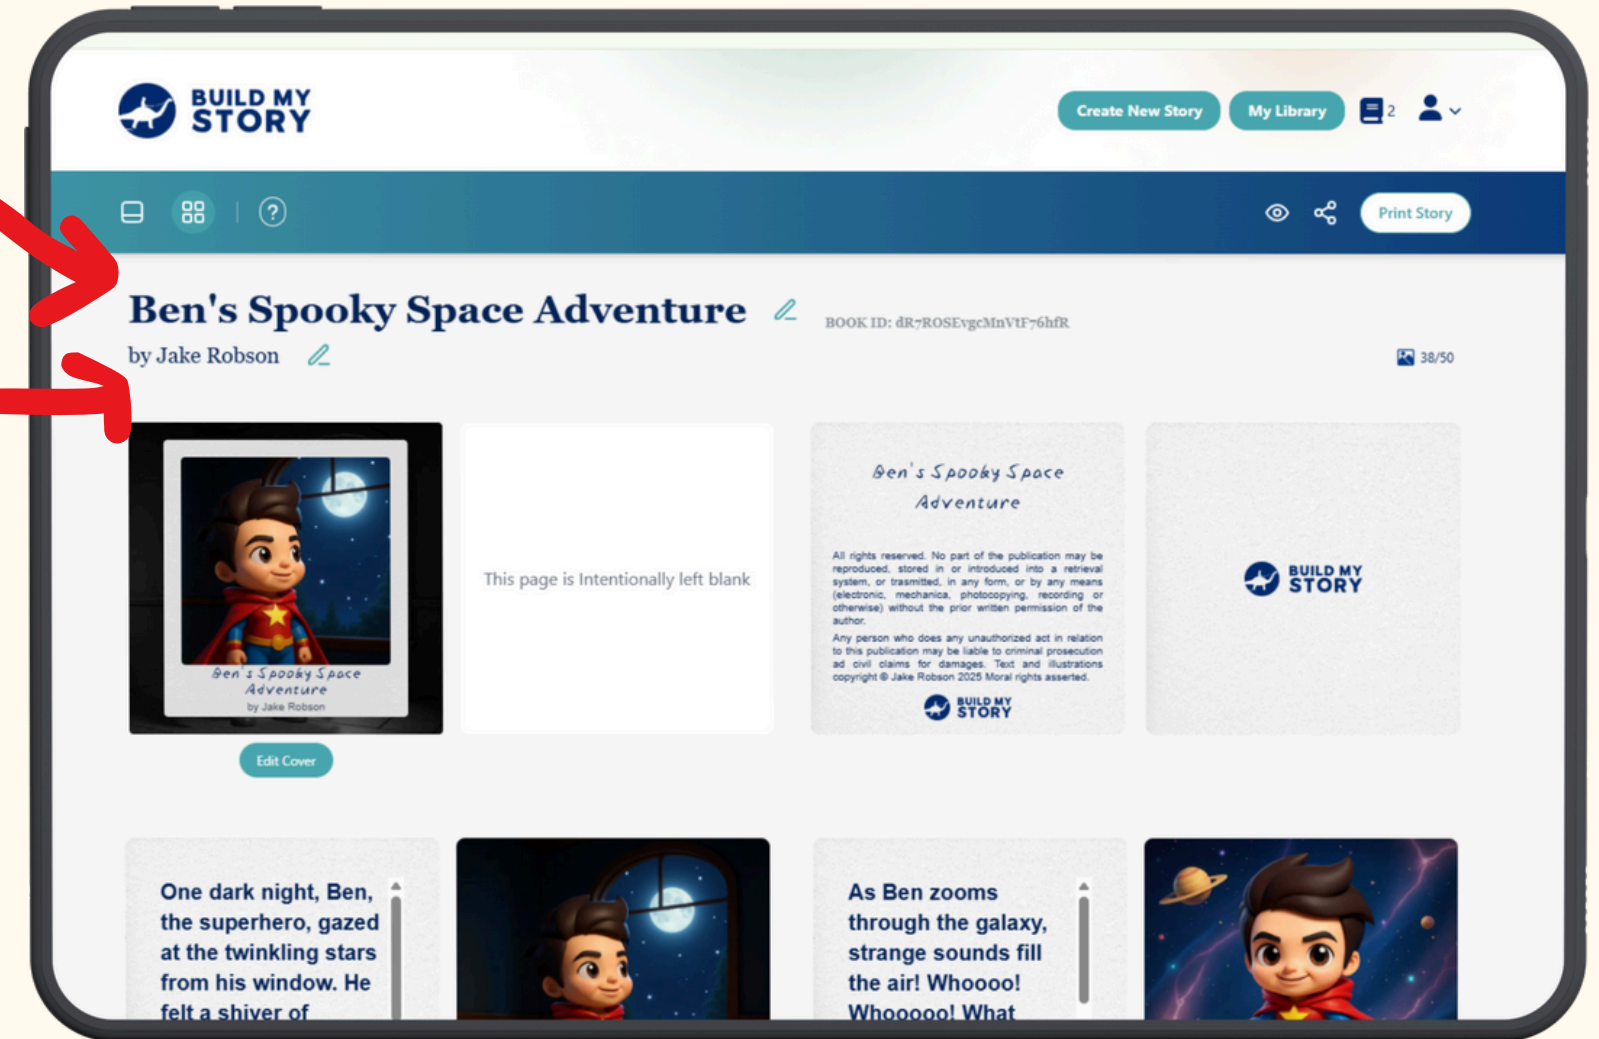 BUILD MY
STORY
Create New Story
My Library
2
?
Print Story
Ben's Spooky Space Adventure
BOOK ID: dR7ROSEvgcMnVtF76hfR
by Jake Robson
38/50
Ben's Spooky Space
Adventure
by Jake Robson
Edit Cover
This page is Intentionally left blank
Ben's Spooky Space
Adventure
All rights reserved. No part of the publication may be
reproduced, stored in or introduced into a retrieval
system, or trasmitted, in any form, or by any means
(electronic, mechanica, photocopying, recording or
otherwise) without the prior written permission of the
author.
Any person who does any unauthorized act in relation
to this publication may be liable to criminal prosecution
ad civil claims for damages. Text and illustrations
copyright © Jake Robson 2025 Moral rights asserted.
BUILD MY
STORY
BUILD MY
STORY
One dark night, Ben,
the superhero, gazed
at the twinkling stars
from his window. He
felt a shiver of
As Ben zooms
through the galaxy,
strange sounds fill
the air! Whoooo!
Whooooo! What